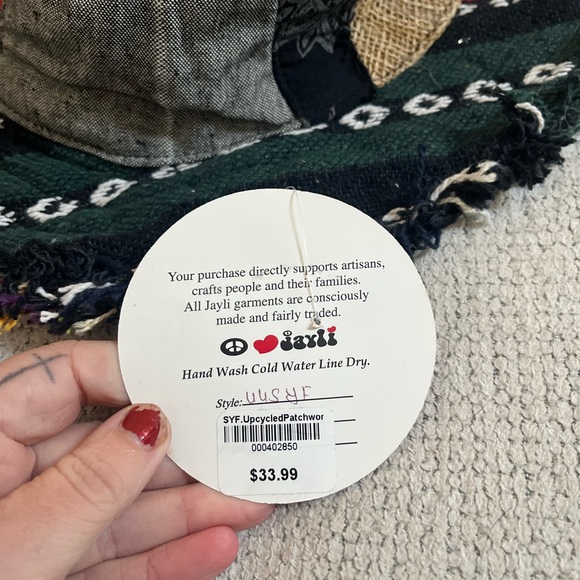 Your purchase directly supports artisans,
crafts people and their families.
All Jayli garments are consciously
made and fairly traded.
jayli
Hand Wash Cold Water Line Dry.
Style:
SYF.UpcycledPatchwor
000402850
$33.99